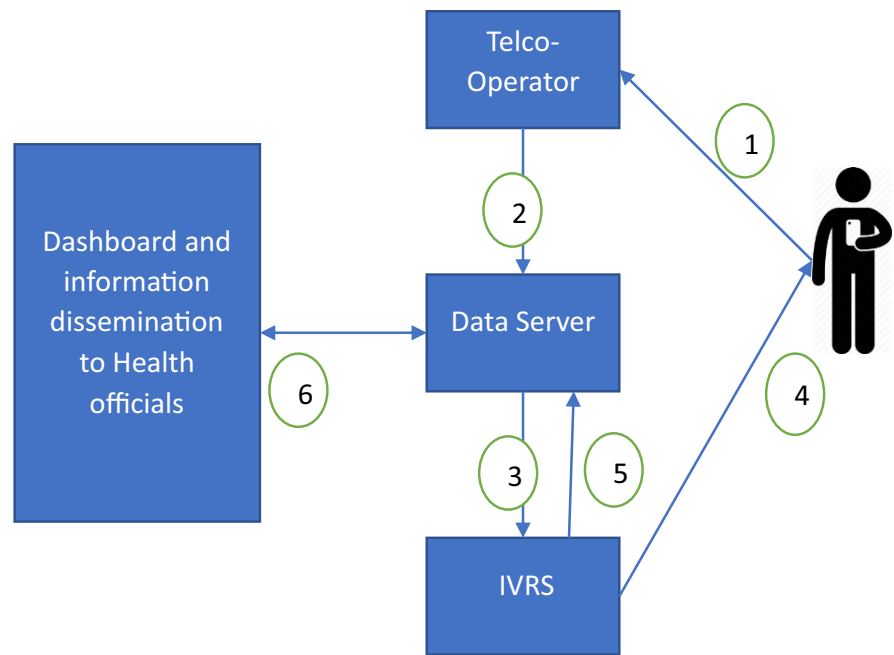 Telco-
Operator
1
2
Dashboard and
information
dissemination
to Health
officials
Data Server
6
4
3
5
IVRS